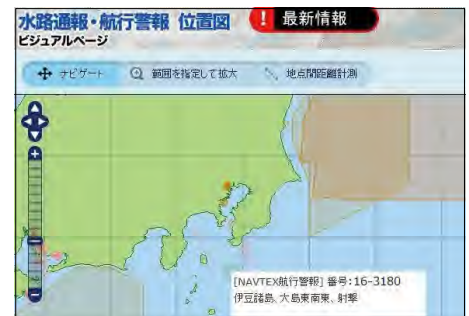 水路通報・航行警報 位置図
! 最新情報
ビジュアルページ
ナビゲート
範囲を指定して拡大
地点間距離計測
[NAVTEX航行警報] 番号:16-3180
伊豆諸島、大島東南東、射撃